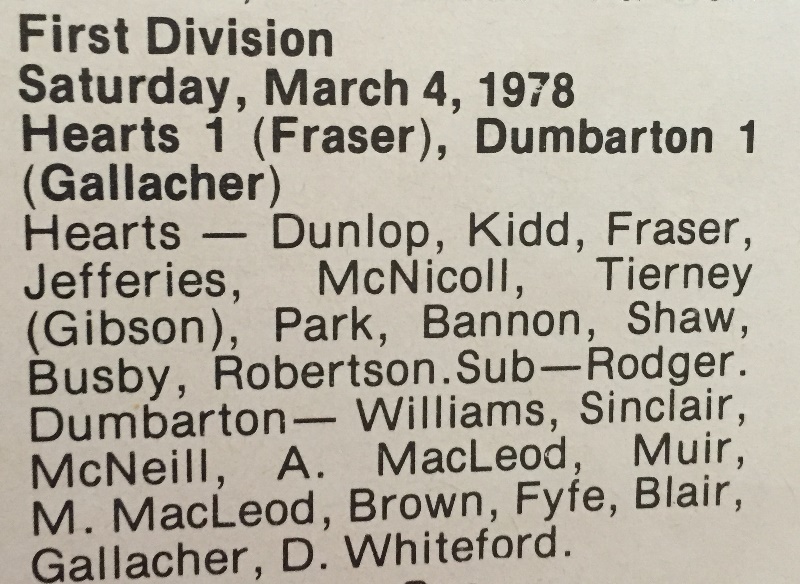 First Division
Saturday, March 4, 1978
Hearts 1 (Fraser), Dumbarton 1
(Gallacher)
Hearts — Dunlop, Kidd, Fraser,
Jefferies, McNicoll, Tierney
(Gibson), Park, Bannon, Shaw,
Busby, Robertson.Sub—Rodger.
Dumbarton— Williams, Sinclair,
McNeill, A. MacLeod, Muir,
M. MacLeod, Brown, Fyfe, Blair,
Gallacher, D. Whiteford.